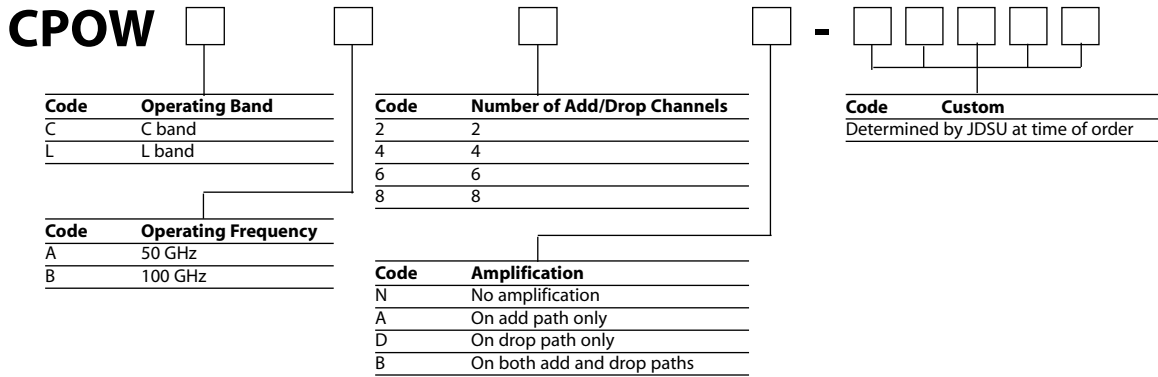 CPOW -
Code Operating Band
C C band
L L band
Code Operating Frequency
A 50 GHz
B 100 GHz
Code Number of Add/Drop Channels
2 2
4 4
6 6
8 8
Code Amplification
N No amplification
A On add path only
D On drop path only
B On both add and drop paths
Code Custom
Determined by JDSU at time of order